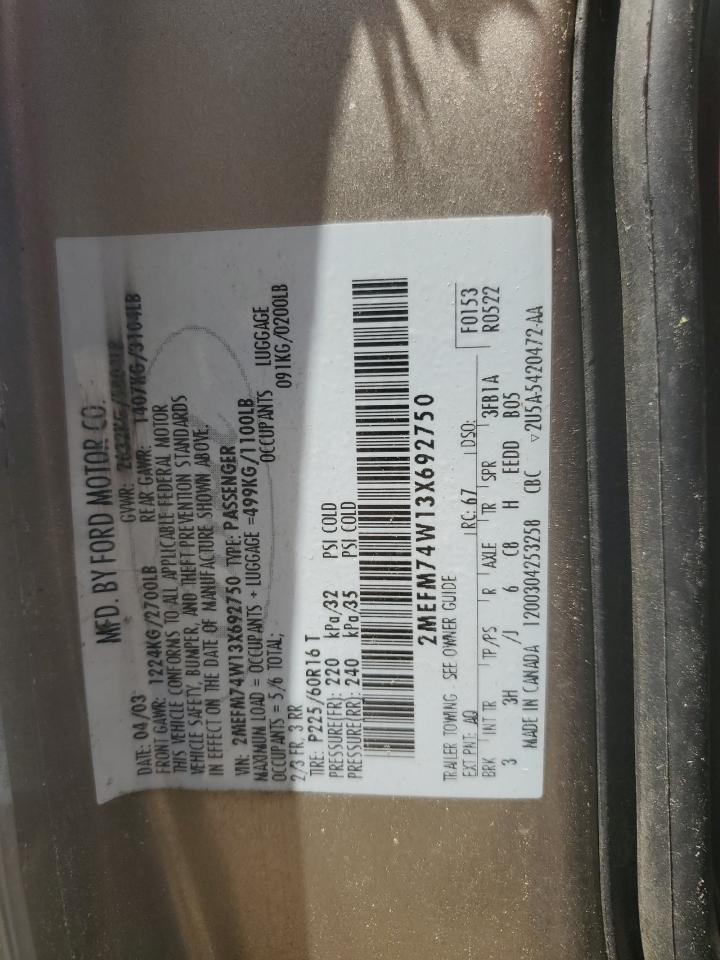 MFD. BY FORD MOTOR CO.
DATE: 04/03 GVWR:
FRONT GAWR: 1224KG/2700LB REAR GAWR: 1407KG/3104LB
THIS VEHICLE CONFORMS TO ALL APPLICABLE FEDERAL MOTOR
VEHICLE SAFETY, BUMPER, AND THEFT PREVENTION STANDARDS
IN EFFECT ON THE DATE OF MANUFACTURE SHOWN ABOVE.
VIN: 2MEFM74W13X692750 TYPE: PASSENGER
MAXIMUM LOAD = OCCUPANTS + LUGGAGE =499KG/1100LB
OCCUPANTS = 5/6 TOTAL; OCCUPANTS LUGGAGE
2/3 FR, 3 RR 091KG/0200LB
TIRE: P225/60R16 T
PRESSURE(FR): 220 kPa/32 PSI COLD
PRESSURE(RR): 240 kPa/35 PSI COLD
2MEFM74W13X692750
TRAILER TOWING - SEE OWNER GUIDE
EXT PNT: AQ RC: 67 DSO: F0153
R0522
BRK INT TR TP/PS R AXLE TR SPR 3FB1A
3 3H /J 6 C8 H EEDD B05
MADE IN CANADA 1200304253258 CBC ▽2U5A-5420472-AA